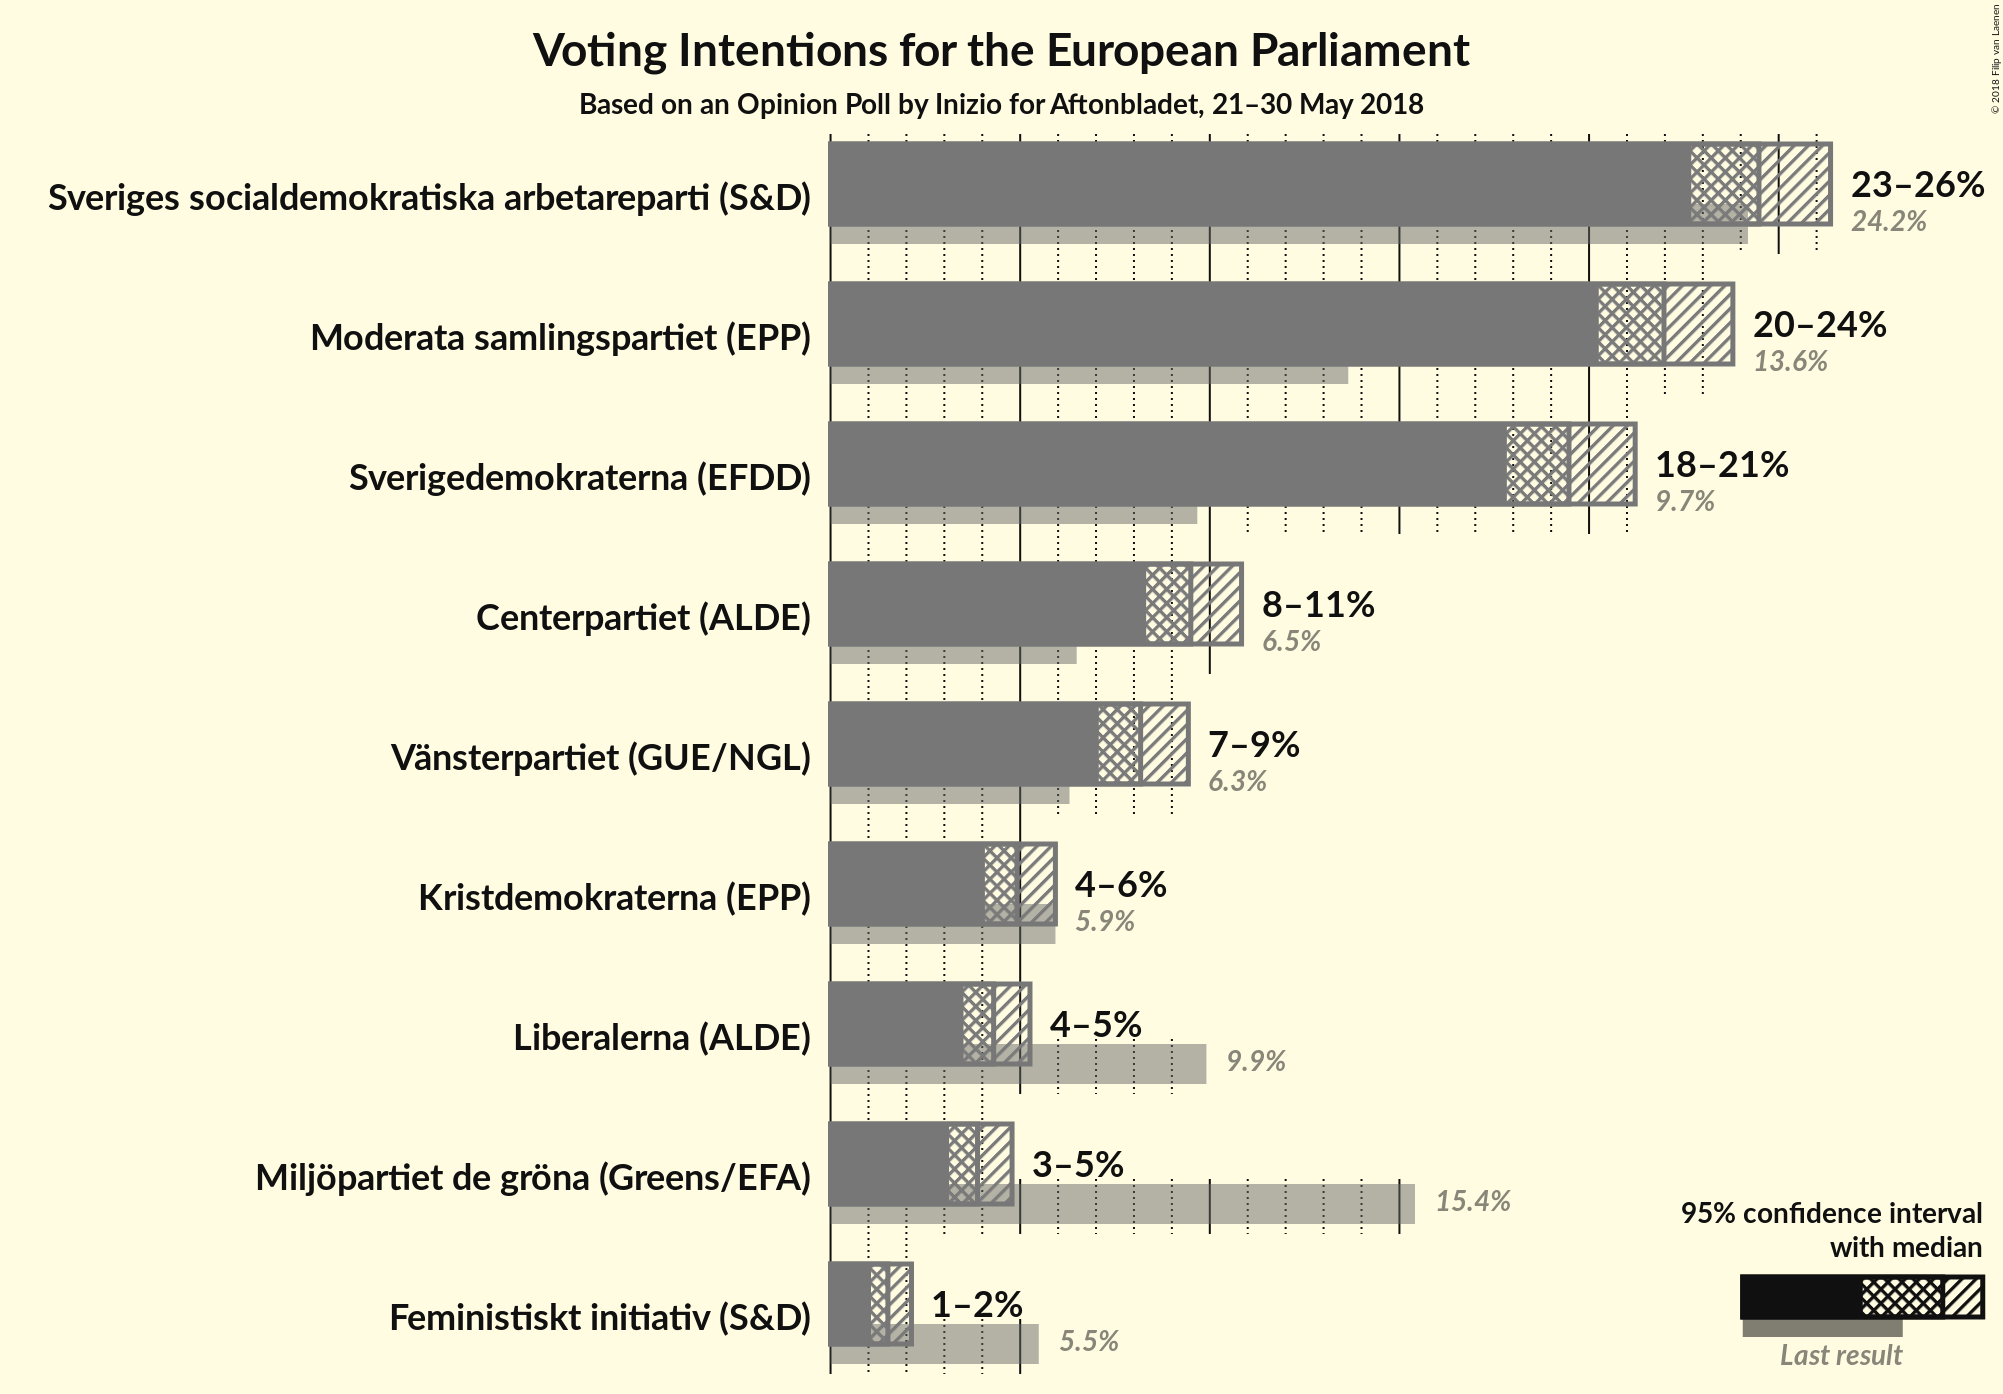 Voting Intentions for the European Parliament
Based on an Opinion Poll by Inizio for Aftonbladet, 21–30 May 2018
© 2018 Filip van Laenen
Sveriges socialdemokratiska arbetareparti (S&D)
23–26%
24.2%
Moderata samlingspartiet (EPP)
20–24%
13.6%
Sverigedemokraterna (EFDD)
18–21%
9.7%
Centerpartiet (ALDE)
8–11%
6.5%
Vänsterpartiet (GUE/NGL)
7–9%
6.3%
Kristdemokraterna (EPP)
4–6%
5.9%
Liberalerna (ALDE)
4–5%
9.9%
Miljöpartiet de gröna (Greens/EFA)
3–5%
15.4%
Feministiskt initiativ (S&D)
1–2%
5.5%
95% confidence interval
with median
Last result